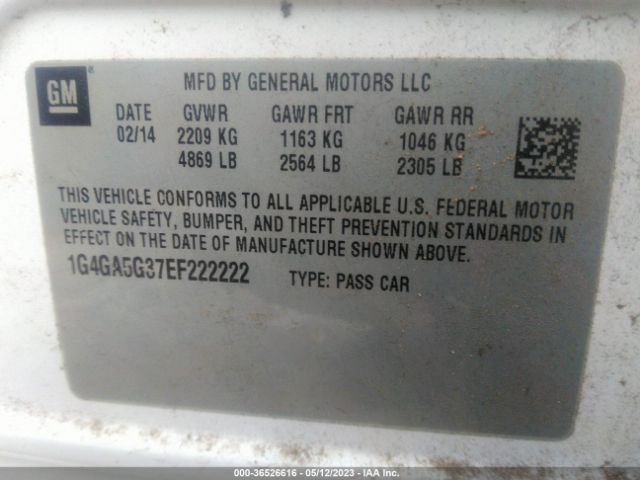 GM ®
MFD BY GENERAL MOTORS LLC
DATE GVWR GAWR FRT GAWR RR
02/14 2209 KG 1163 KG 1046 KG
4869 LB 2564 LB 2305 LB
THIS VEHICLE CONFORMS TO ALL APPLICABLE U.S. FEDERAL MOTOR
VEHICLE SAFETY, BUMPER, AND THEFT PREVENTION STANDARDS IN
EFFECT ON THE DATE OF MANUFACTURE SHOWN ABOVE.
1G4GA5G37EF222222 TYPE: PASS CAR
000-36526616 - 05/12/2023 - IAA Inc.